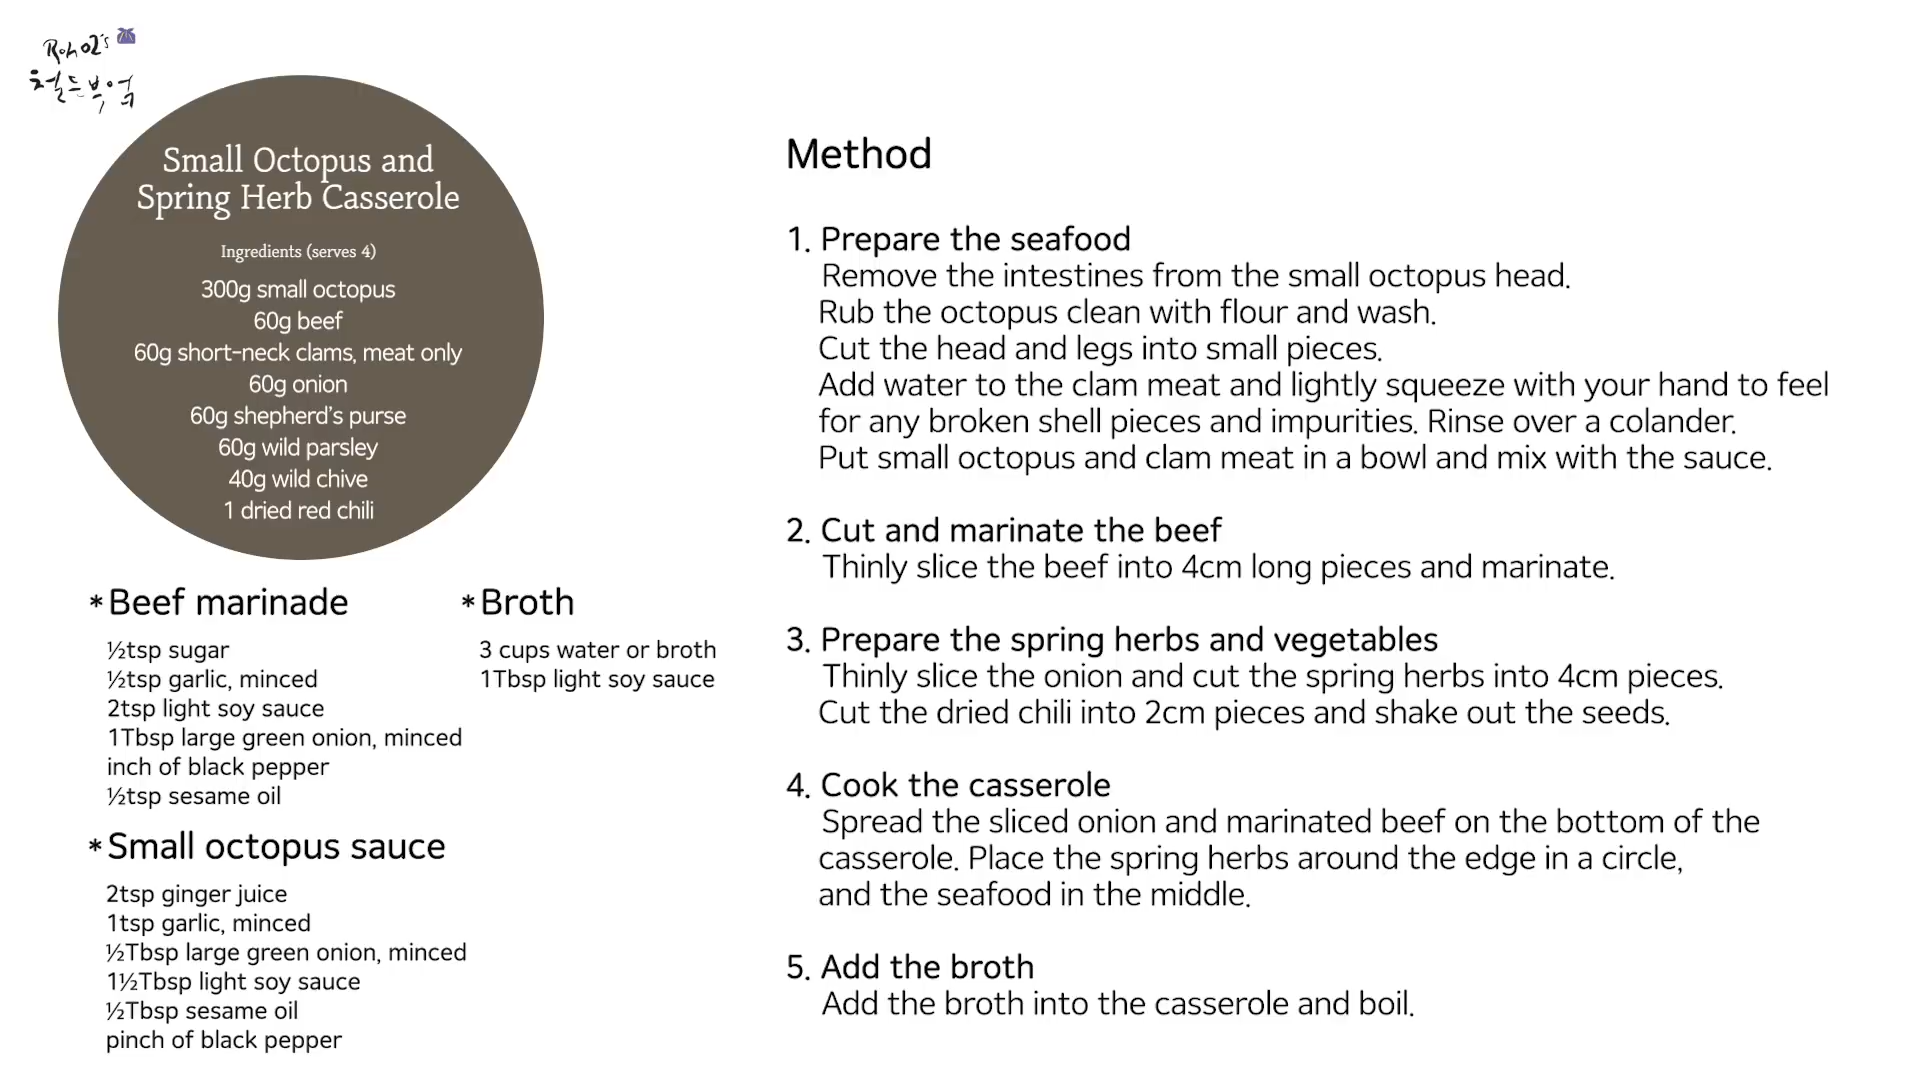 Roh02's
철든부엌
Small Octopus and
Spring Herb Casserole
Ingredients (serves 4)
300g small octopus
60g beef
60g short-neck clams, meat only
60g onion
60g shepherd's purse
60g wild parsley
40g wild chive
1 dried red chili
*Beef marinade
½tsp sugar
½tsp garlic, minced
2tsp light soy sauce
1Tbsp large green onion, minced
inch of black pepper
½tsp sesame oil
*Broth
3 cups water or broth
1Tbsp light soy sauce
*Small octopus sauce
2tsp ginger juice
1tsp garlic, minced
½Tbsp large green onion, minced
1½Tbsp light soy sauce
½Tbsp sesame oil
pinch of black pepper
Method
1. Prepare the seafood
Remove the intestines from the small octopus head.
Rub the octopus clean with flour and wash.
Cut the head and legs into small pieces.
Add water to the clam meat and lightly squeeze with your hand to feel
for any broken shell pieces and impurities. Rinse over a colander.
Put small octopus and clam meat in a bowl and mix with the sauce.
2. Cut and marinate the beef
Thinly slice the beef into 4cm long pieces and marinate.
3. Prepare the spring herbs and vegetables
Thinly slice the onion and cut the spring herbs into 4cm pieces.
Cut the dried chili into 2cm pieces and shake out the seeds.
4. Cook the casserole
Spread the sliced onion and marinated beef on the bottom of the
casserole. Place the spring herbs around the edge in a circle,
and the seafood in the middle.
5. Add the broth
Add the broth into the casserole and boil.